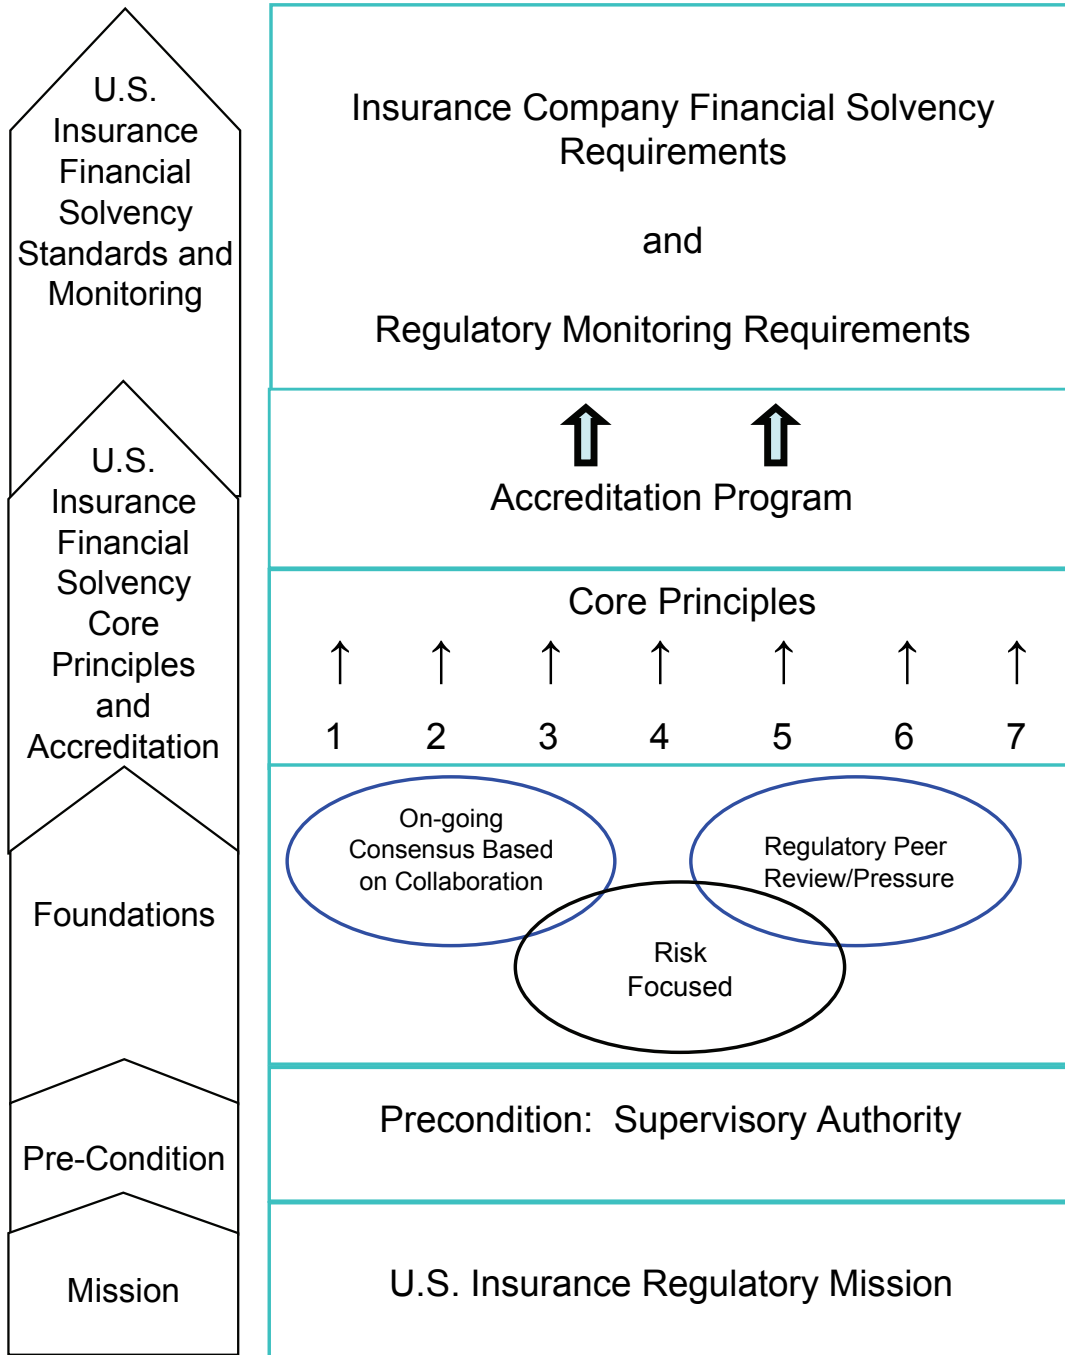 U.S.
Insurance
Financial
Solvency
Standards and
Monitoring
Insurance Company Financial Solvency
Requirements
and
Regulatory Monitoring Requirements
U.S.
Insurance
Financial
Solvency
Core
Principles
and
Accreditation
Accreditation Program
Core Principles
1 2 3 4 5 6 7
Foundations
On-going
Consensus Based
on Collaboration
Regulatory Peer
Review/Pressure
Risk
Focused
Pre-Condition
Precondition: Supervisory Authority
Mission
U.S. Insurance Regulatory Mission